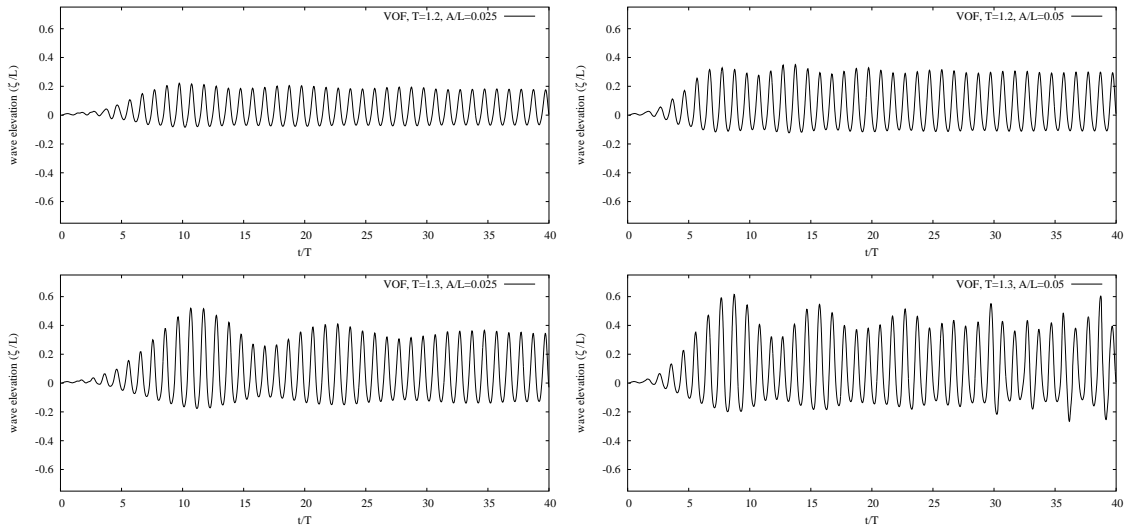 VOF, T=1.2, A/L=0.025
wave elevation (ζ/L)
0.6
0.4
0.2
0
-0.2
-0.4
-0.6
0 5 10 15 20 25 30 35 40
t/T
VOF, T=1.2, A/L=0.05
wave elevation (ζ/L)
0.6
0.4
0.2
0
-0.2
-0.4
-0.6
0 5 10 15 20 25 30 35 40
t/T
VOF, T=1.3, A/L=0.025
wave elevation (ζ/L)
0.6
0.4
0.2
0
-0.2
-0.4
-0.6
0 5 10 15 20 25 30 35 40
t/T
VOF, T=1.3, A/L=0.05
wave elevation (ζ/L)
0.6
0.4
0.2
0
-0.2
-0.4
-0.6
0 5 10 15 20 25 30 35 40
t/T